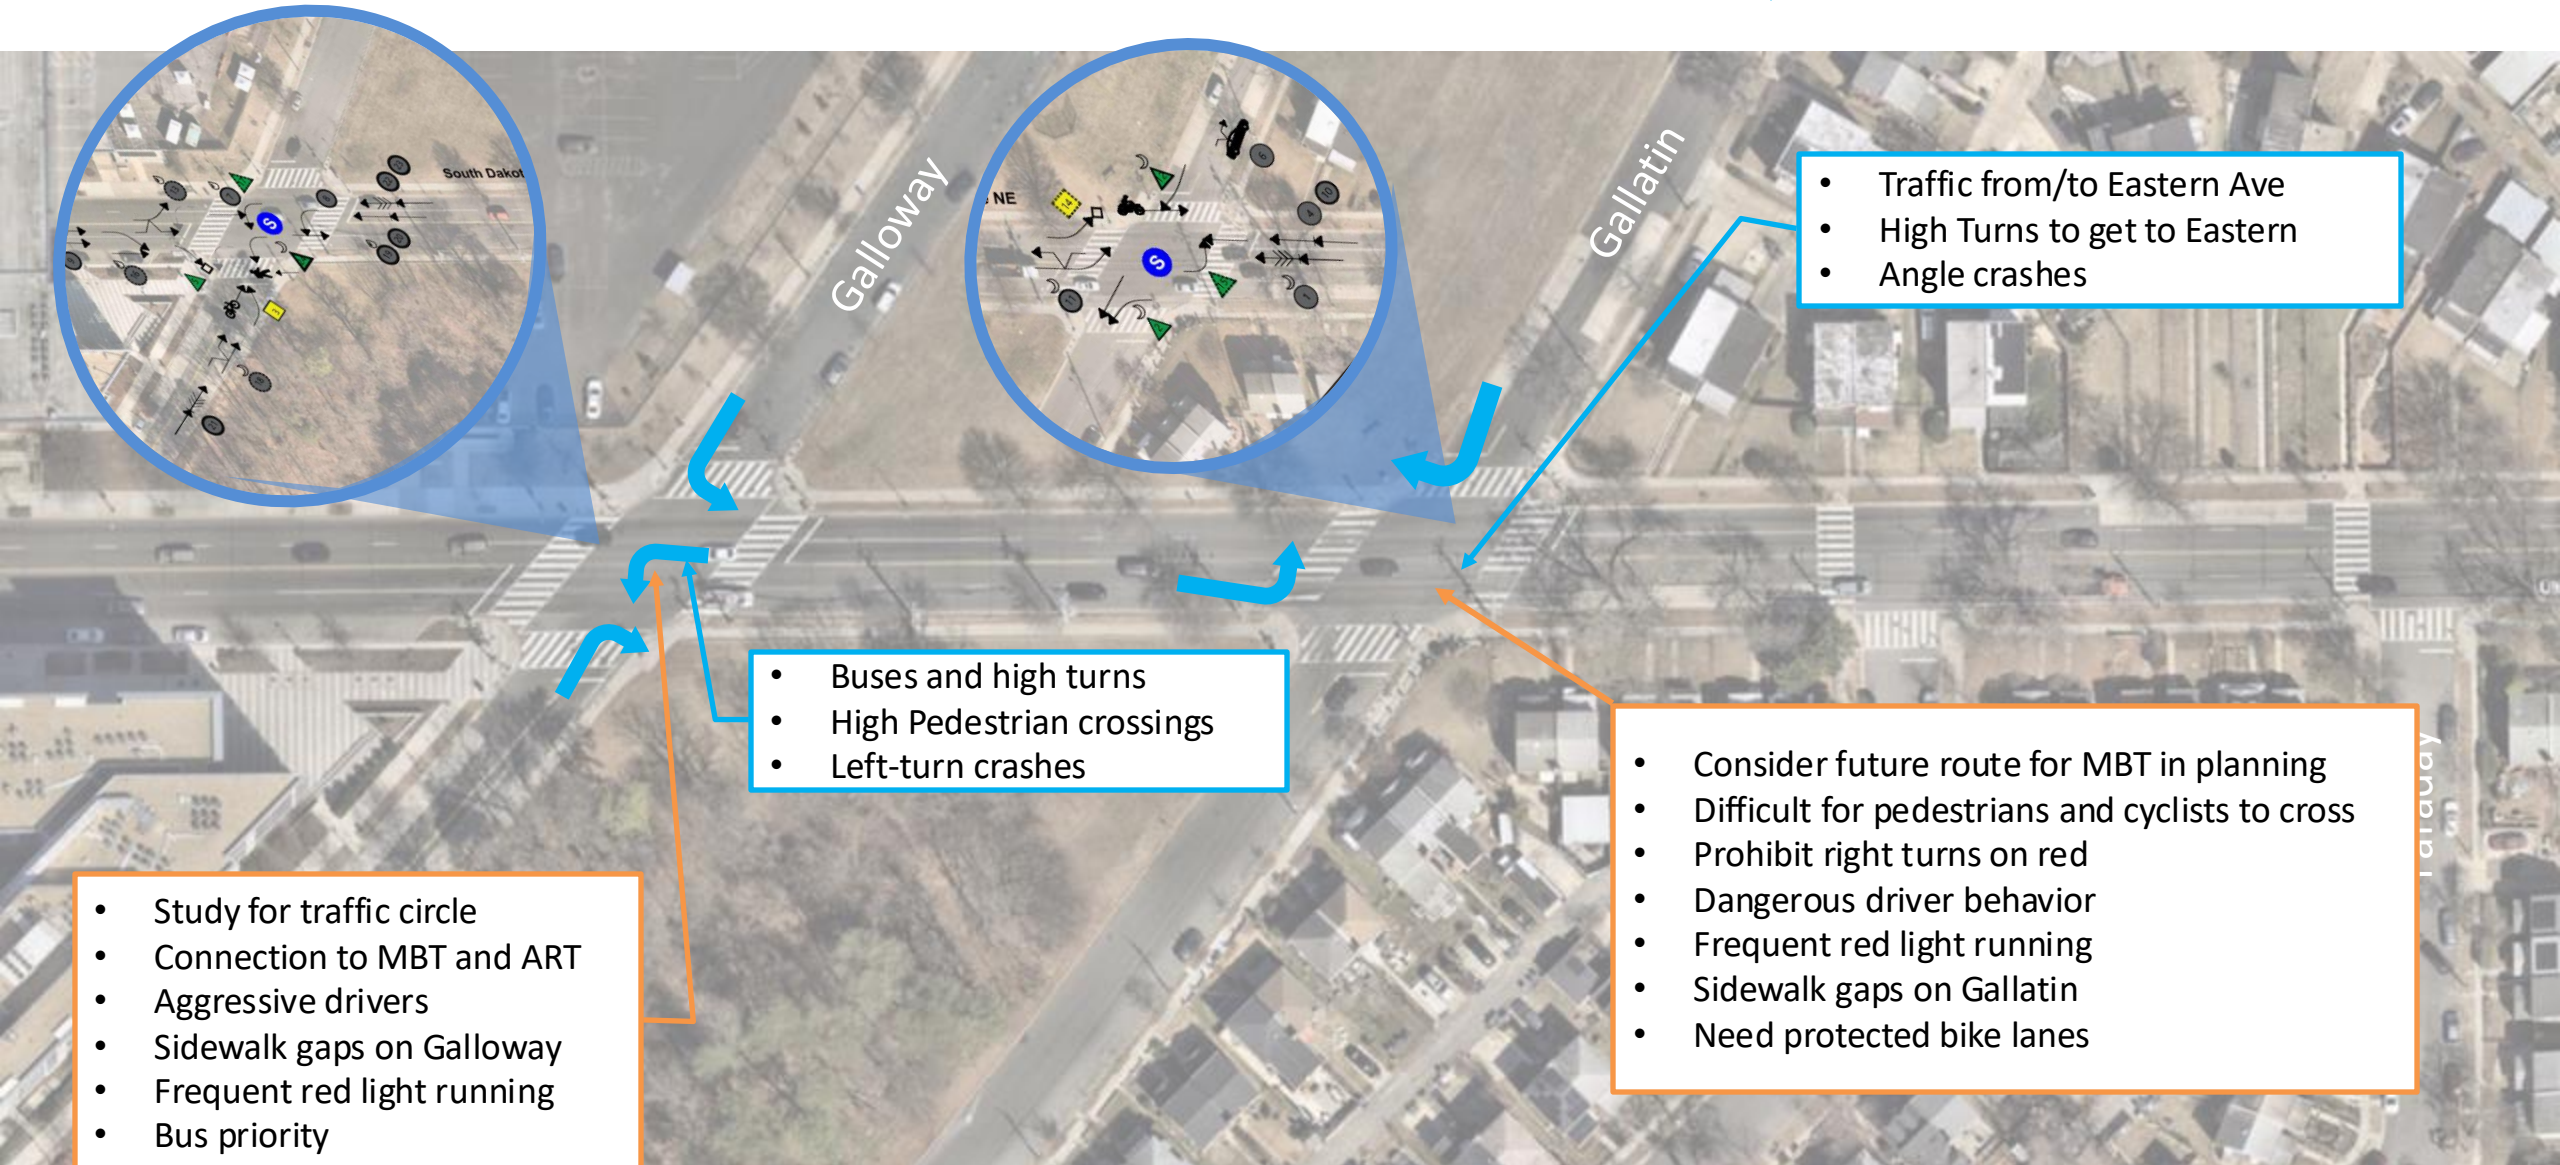 South Dakot
NE
S
S
Galloway
Gallatin
• Traffic from/to Eastern Ave
• High Turns to get to Eastern
• Angle crashes
• Buses and high turns
• High Pedestrian crossings
• Left-turn crashes
• Consider future route for MBT in planning
• Difficult for pedestrians and cyclists to cross
• Prohibit right turns on red
• Dangerous driver behavior
• Frequent red light running
• Sidewalk gaps on Gallatin
• Need protected bike lanes
• Study for traffic circle
• Connection to MBT and ART
• Aggressive drivers
• Sidewalk gaps on Galloway
• Frequent red light running
• Bus priority